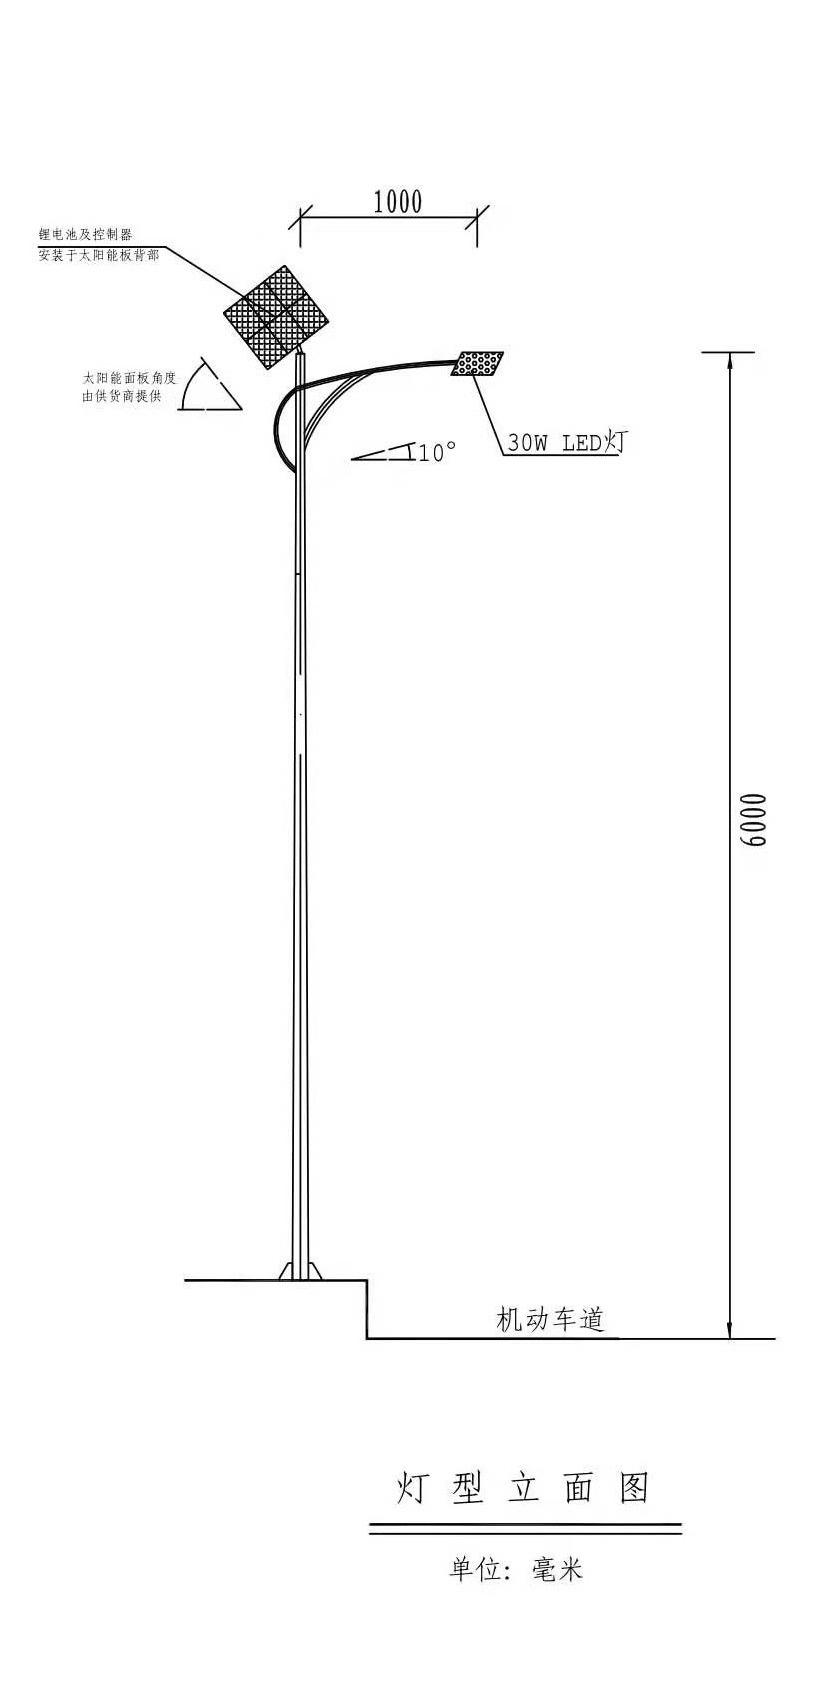 1000
锂电池及控制器
安装于太阳能板背部
太阳能面板角度
由供货商提供
10°
30W LED灯
6000
机动车道
灯型立面图
单位：毫米